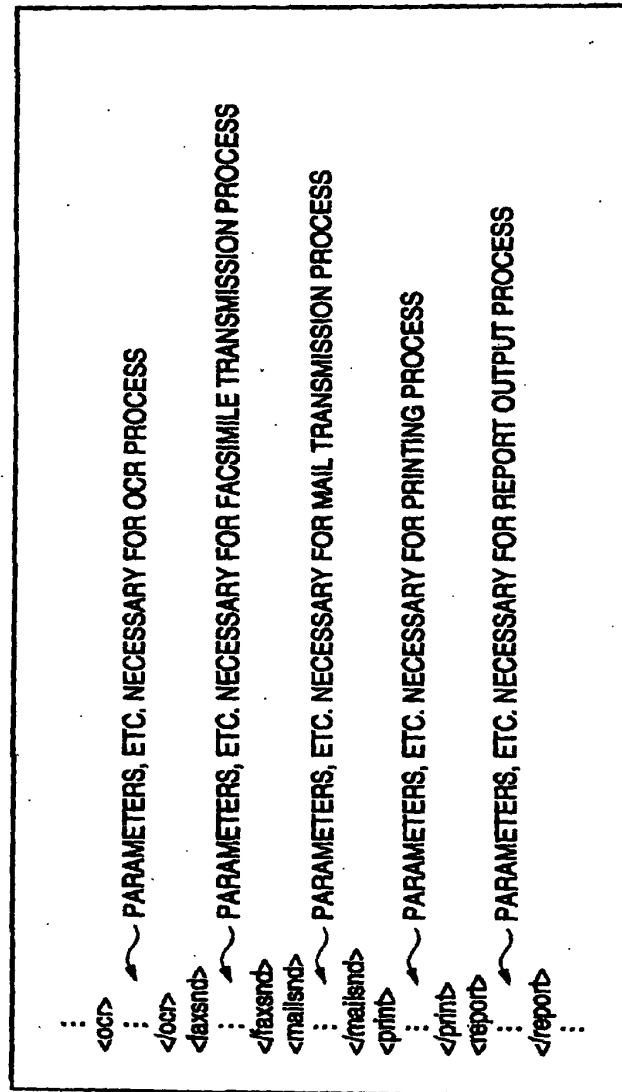 ⋮
<ocr>
⋮ PARAMETERS, ETC. NECESSARY FOR OCR PROCESS
</ocr>
<faxsnd>
⋮ PARAMETERS, ETC. NECESSARY FOR FACSIMILE TRANSMISSION PROCESS
</faxsnd>
<mailsnd>
⋮ PARAMETERS, ETC. NECESSARY FOR MAIL TRANSMISSION PROCESS
</mailsnd>
<print>
⋮ PARAMETERS, ETC. NECESSARY FOR PRINTING PROCESS
</print>
<report>
⋮ PARAMETERS, ETC. NECESSARY FOR REPORT OUTPUT PROCESS
</report>
⋮